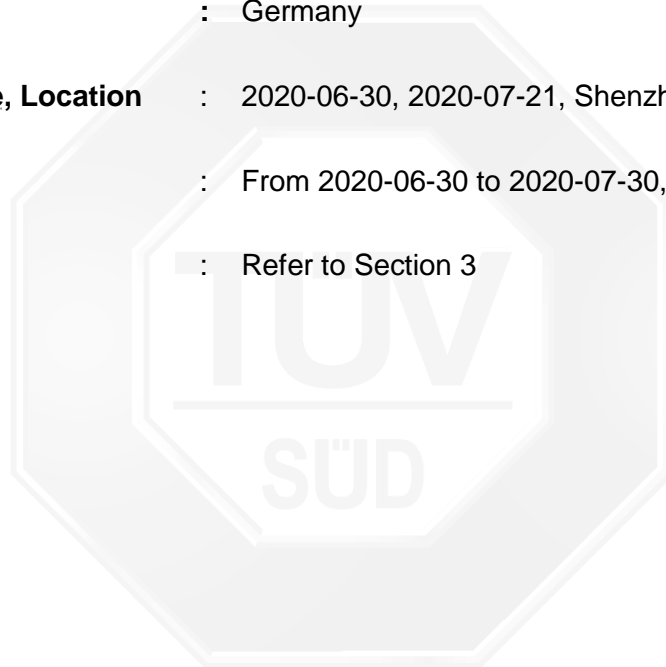 : Germany
, Location : 2020-06-30, 2020-07-21, Shenzh
: From 2020-06-30 to 2020-07-30,
: Refer to Section 3
TÜV
SÜD